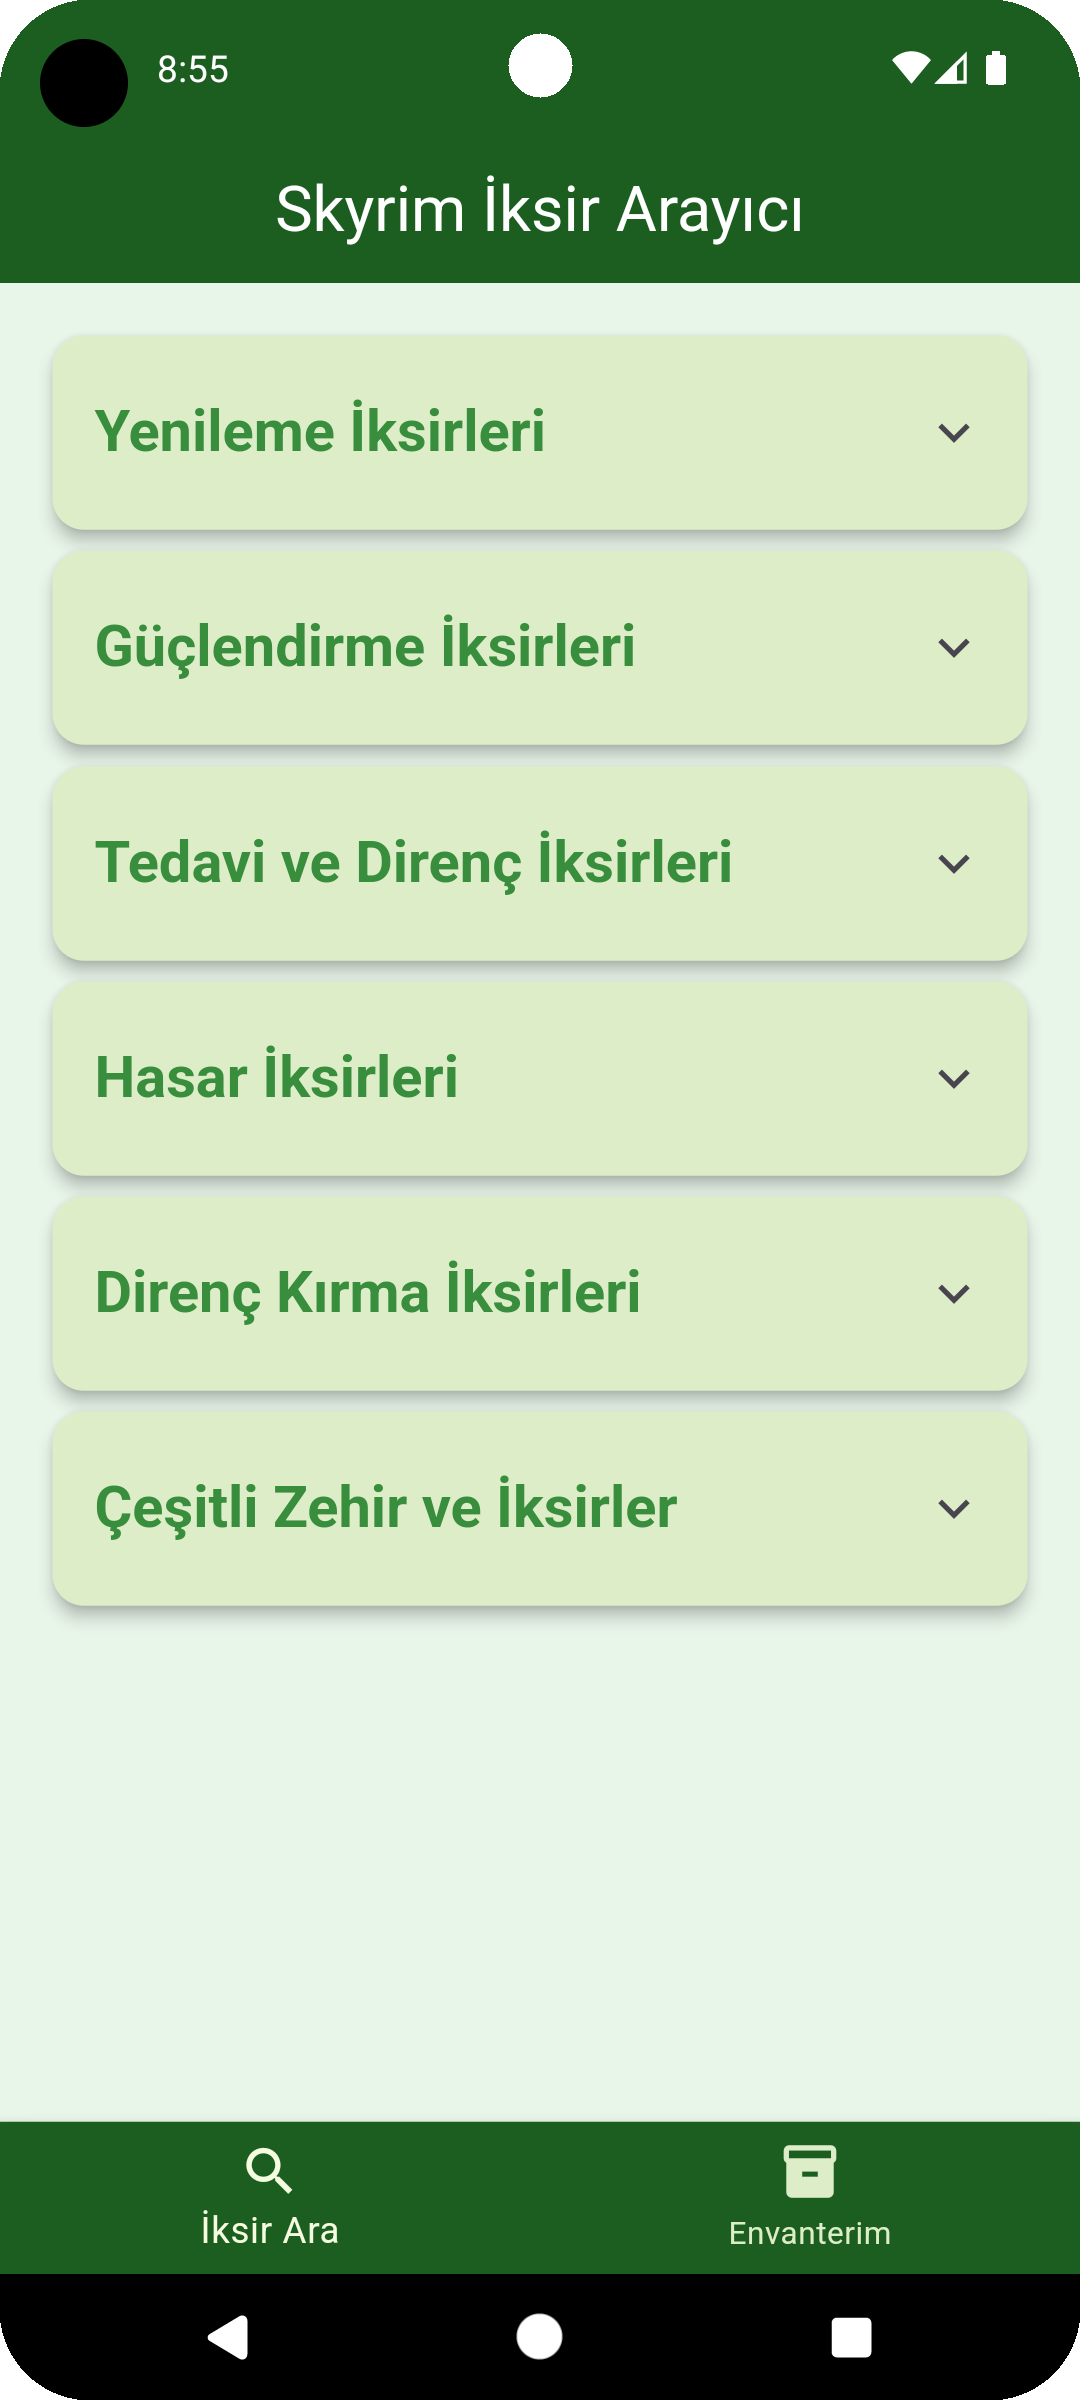 8:55
Skyrim İksir Arayıcı
Yenileme İksirleri
Güçlendirme İksirleri
Tedavi ve Direnç İksirleri
Hasar İksirleri
Direnç Kırma İksirleri
Çeşitli Zehir ve İksirler
İksir Ara
Envanterim